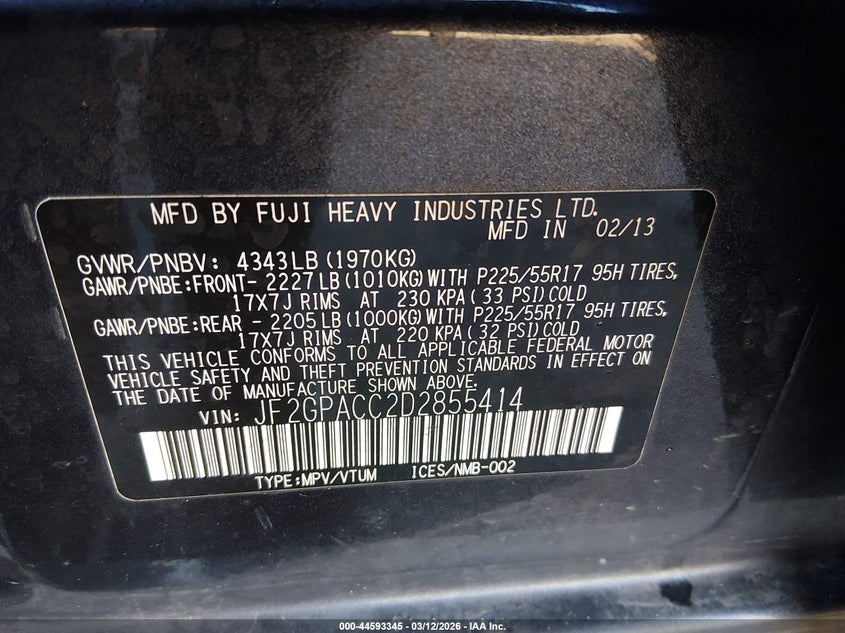 MFD BY FUJI HEAVY INDUSTRIES LTD.
MFD IN 02/13
GVWR/PNBV: 4343LB (1970KG)
GAWR/PNBE:FRONT- 2227LB (1010KG) WITH P225/55R17 95H TIRES,
17X7J RIMS AT 230 KPA (33 PSI) COLD
GAWR/PNBE:REAR - 2205LB (1000KG) WITH P225/55R17 95H TIRES,
17X7J RIMS AT 220 KPA (32 PSI) COLD
THIS VEHICLE CONFORMS TO ALL APPLICABLE FEDERAL MOTOR
VEHICLE SAFETY AND THEFT PREVENTION STANDARDS IN EFFECT ON
THE DATE OF MANUFACTURE SHOWN ABOVE.
VIN: JF2GPACC2D2855414
TYPE:MPV/VTUM ICES/NMB-002
000-44593345 - 03/12/2026 - IAA Inc.